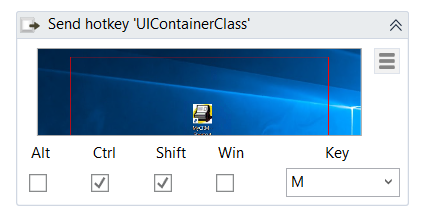 Send hotkey 'UIContainerClass'
Alt Ctrl Shift Win Key
M